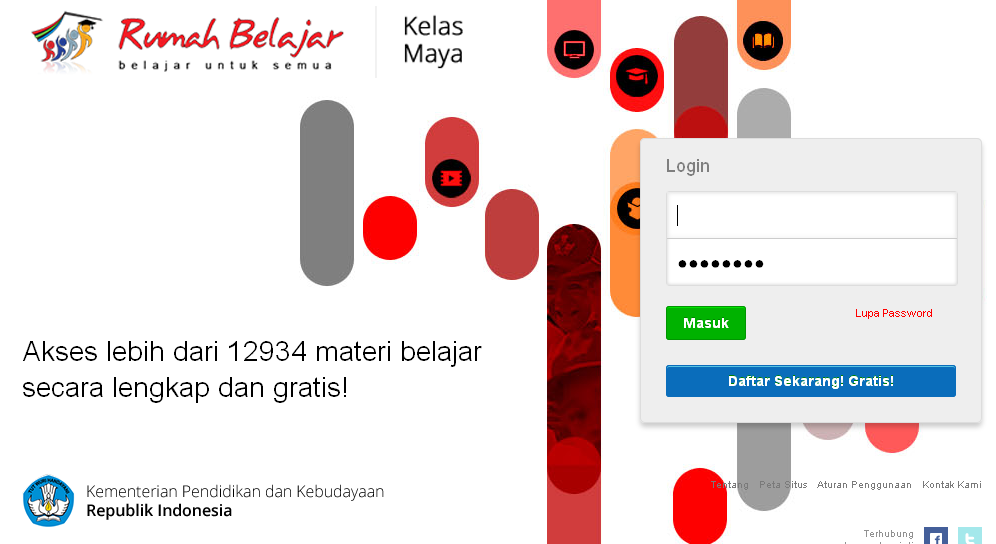 Rumah Belajar
belajar untuk semua
Kelas
Maya
Login
Masuk
Lupa Password
Daftar Sekarang! Gratis!
Akses lebih dari 12934 materi belajar
secara lengkap dan gratis!
Kementerian Pendidikan dan Kebudayaan
Republik Indonesia
Tentang Peta Situs Aturan Penggunaan Kontak Kami
Terhubung